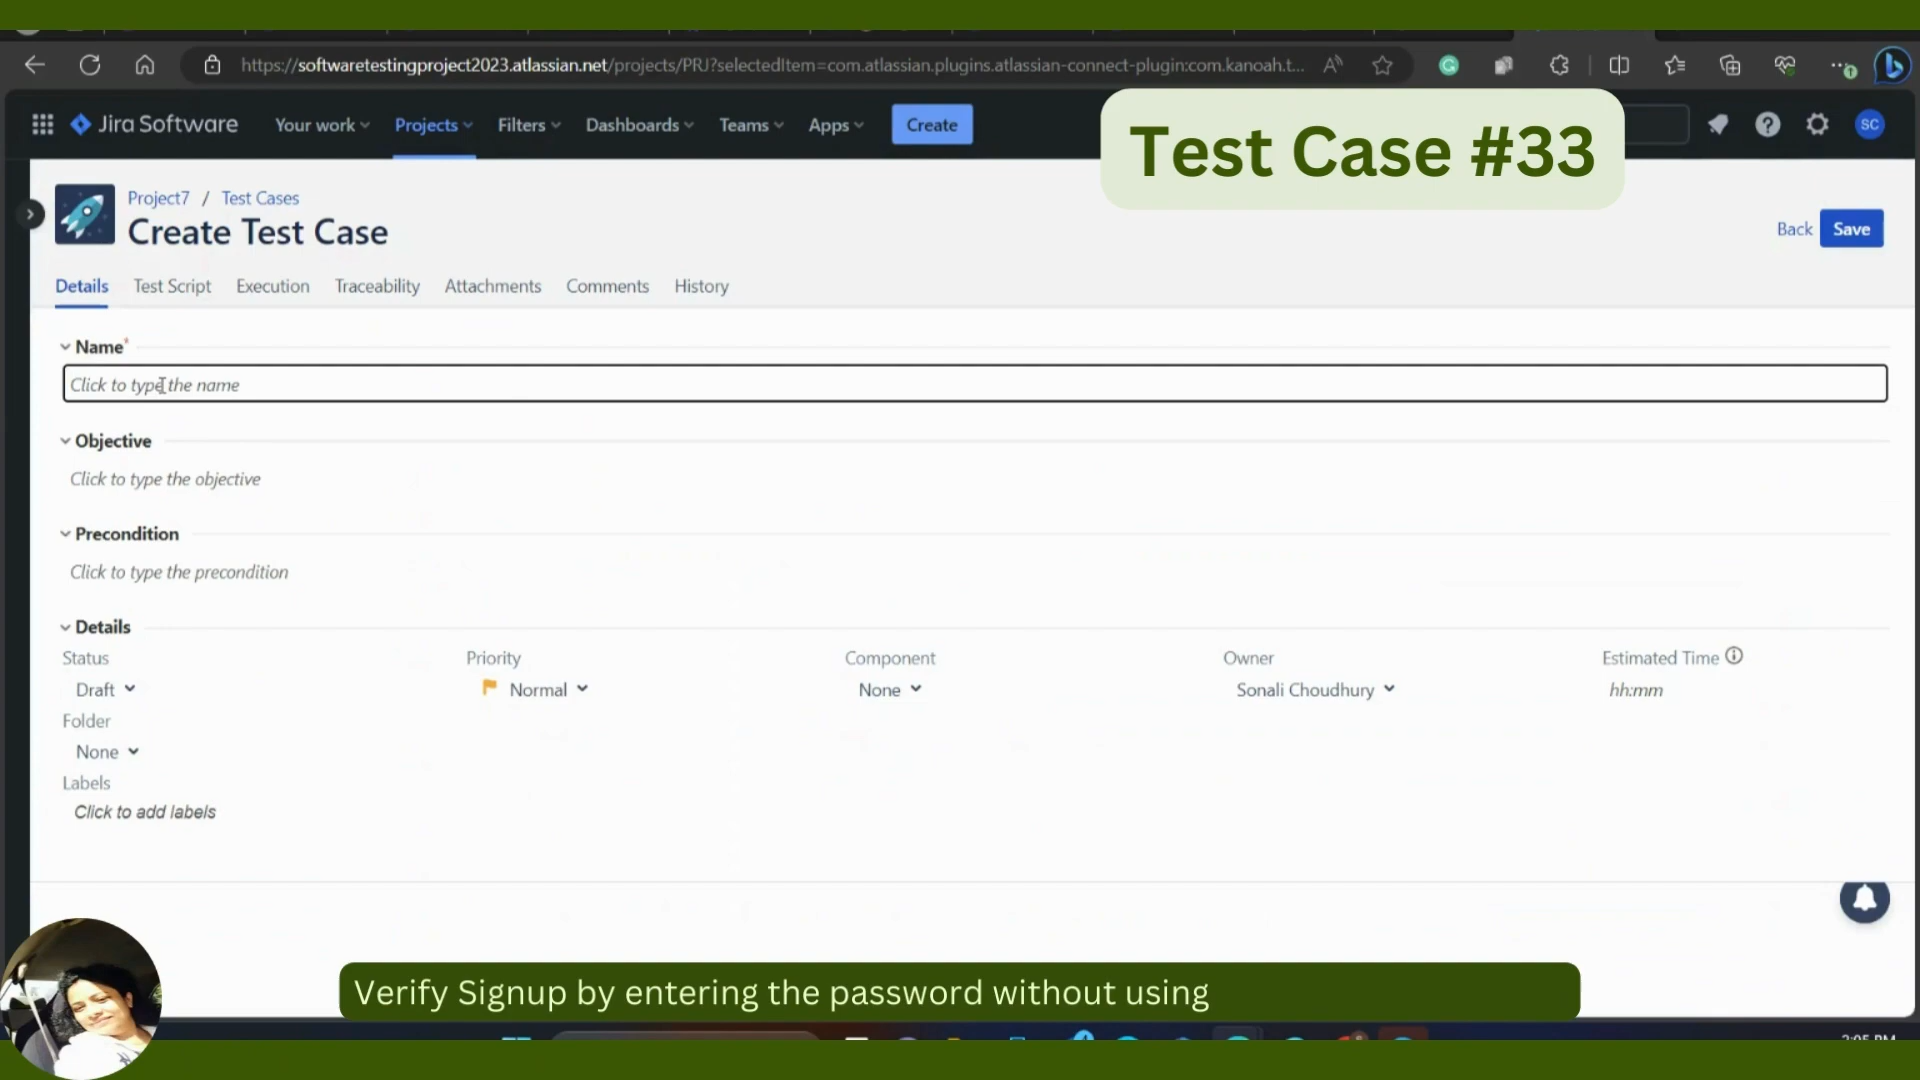 https://softwaretestingproject2023.atlassian.net/projects/PRJ?selectedItem=com.atlassian.plugins.atlassian-connect-plugin:com.kanoah.t...
Jira Software
Your work
Projects
Filters
Dashboards
Teams
Apps
Create
SC
Test Case #33
Project7 / Test Cases
Create Test Case
Back
Save
Details
Test Script
Execution
Traceability
Attachments
Comments
History
Name*
Click to type the name
Objective
Click to type the objective
Precondition
Click to type the precondition
Details
Status
Priority
Component
Owner
Estimated Time
Draft
Normal
None
Sonali Choudhury
hh:mm
Folder
None
Labels
Click to add labels
Verify Signup by entering the password without using